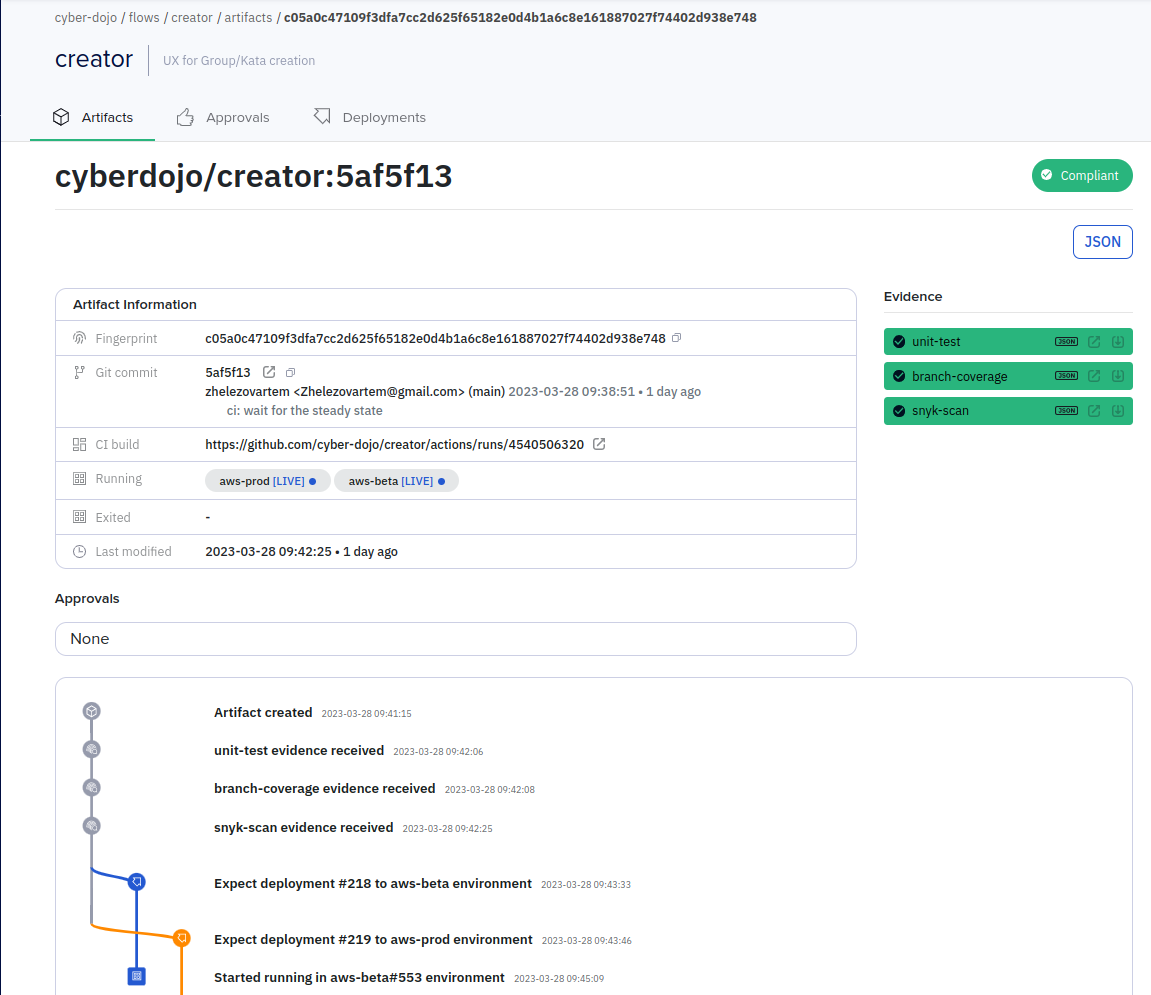 cyber-dojo / flows / creator / artifacts / c05a0c47109f3dfa7cc2d625f65182e0d4b1a6c8e161887027f74402d938e748
creator
UX for Group/Kata creation
Artifacts
Approvals
Deployments
cyberdojo/creator:5af5f13
Compliant
JSON
Artifact Information
Fingerprint c05a0c47109f3dfa7cc2d625f65182e0d4b1a6c8e161887027f74402d938e748
Git commit 5af5f13
zhelezovartem <Zhelezovartem@gmail.com> (main) 2023-03-28 09:38:51 • 1 day ago
ci: wait for the steady state
CI build https://github.com/cyber-dojo/creator/actions/runs/4540506320
Running aws-prod [LIVE] aws-beta [LIVE]
Exited -
Last modified 2023-03-28 09:42:25 • 1 day ago
Evidence
unit-test JSON
branch-coverage JSON
snyk-scan JSON
Approvals
None
Artifact created 2023-03-28 09:41:15
unit-test evidence received 2023-03-28 09:42:06
branch-coverage evidence received 2023-03-28 09:42:08
snyk-scan evidence received 2023-03-28 09:42:25
Expect deployment #218 to aws-beta environment 2023-03-28 09:43:33
Expect deployment #219 to aws-prod environment 2023-03-28 09:43:46
Started running in aws-beta#553 environment 2023-03-28 09:45:09